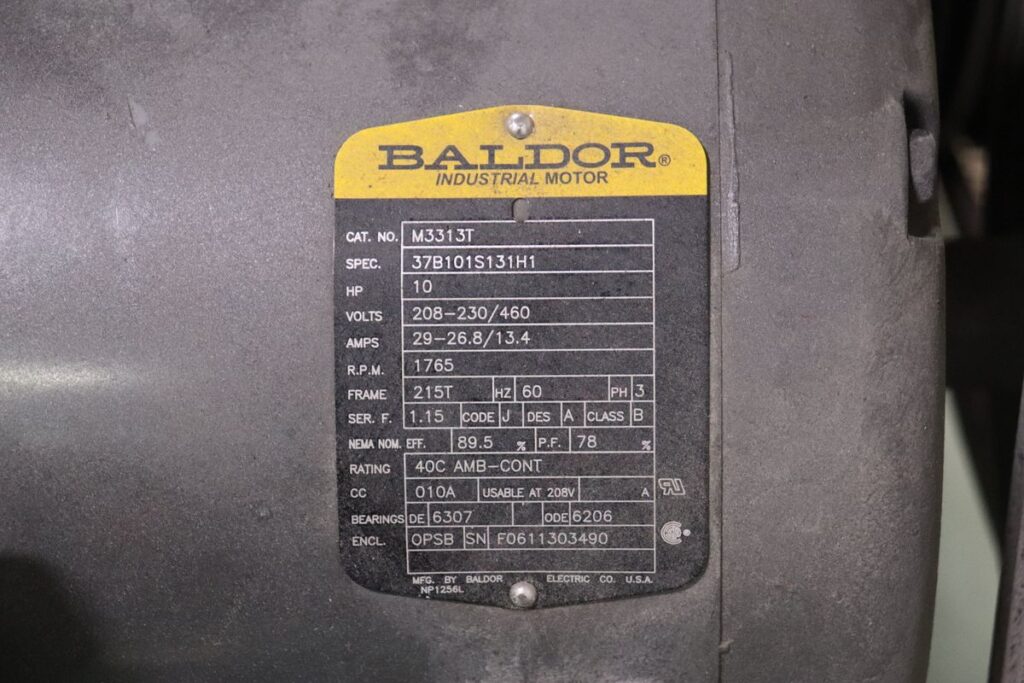 BALDOR®
INDUSTRIAL MOTOR
CAT. NO. M3313T
SPEC. 37B101S131H1
HP 10
VOLTS 208-230/460
AMPS 29-26.8/13.4
R.P.M. 1765
FRAME 215T HZ 60 PH 3
SER. F. 1.15 CODE J DES A CLASS B
NEMA NOM. EFF. 89.5 % P.F. 78 %
RATING 40C AMB-CONT
CC 010A USABLE AT 208V A
BEARINGS DE 6307 ODE 6206
ENCL. OPSB SN F0611303490
MFG. BY BALDOR ELECTRIC CO. U.S.A.
NP1256L